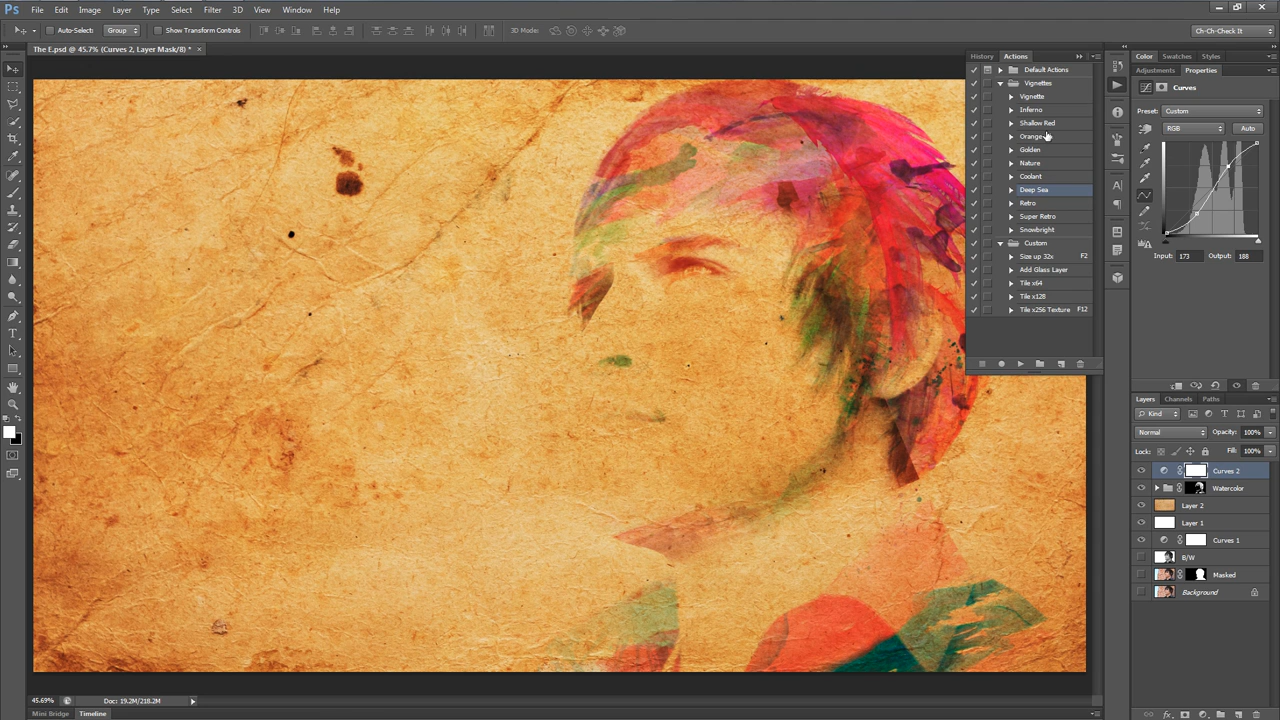 Ps File Edit Image Layer Type Select Filter 3D View Window Help
Auto-Select: Group Show Transform Controls 3D Mode: Ch-Ch-Check It
The E.psd @ 45.7% (Curves 2, Layer Mask/8) * ×
History Actions
Default Actions
Vignettes
Vignette
Inferno
Shallow Red
Orange
Golden
Nature
Coolant
Deep Sea
Retro
Super Retro
Snowbright
Custom
Size up 32x F2
Add Glass Layer
Tile x64
Tile x128
Tile x256 Texture F12
Color Swatches Styles
Adjustments Properties
Curves
Preset: Custom
RGB Auto
Input: 173 Output: 188
Layers Channels Paths
Kind
Normal Opacity: 100%
Lock: Fill: 100%
Curves 2
Watercolor
Layer 2
Layer 1
Curves 1
B/W
Masked
Background
45.69% Doc: 19.2M/218.2M
Mini Bridge Timeline